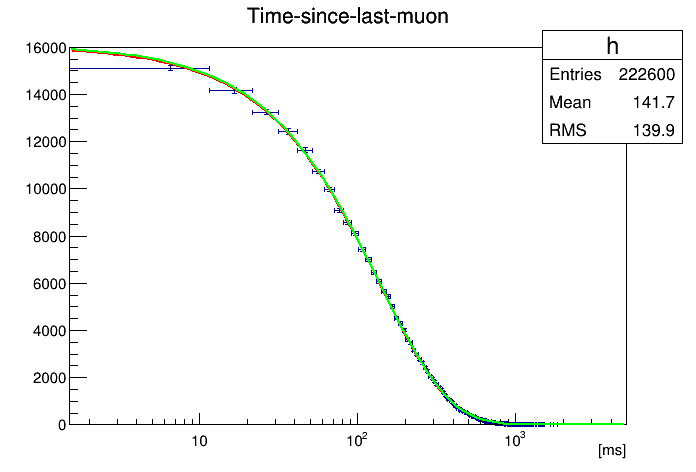 Time-since-last-muon
h
Entries 222600
Mean 141.7
RMS 139.9
16000
14000
12000
10000
8000
6000
4000
2000
0
10 10² 10³
[ms]